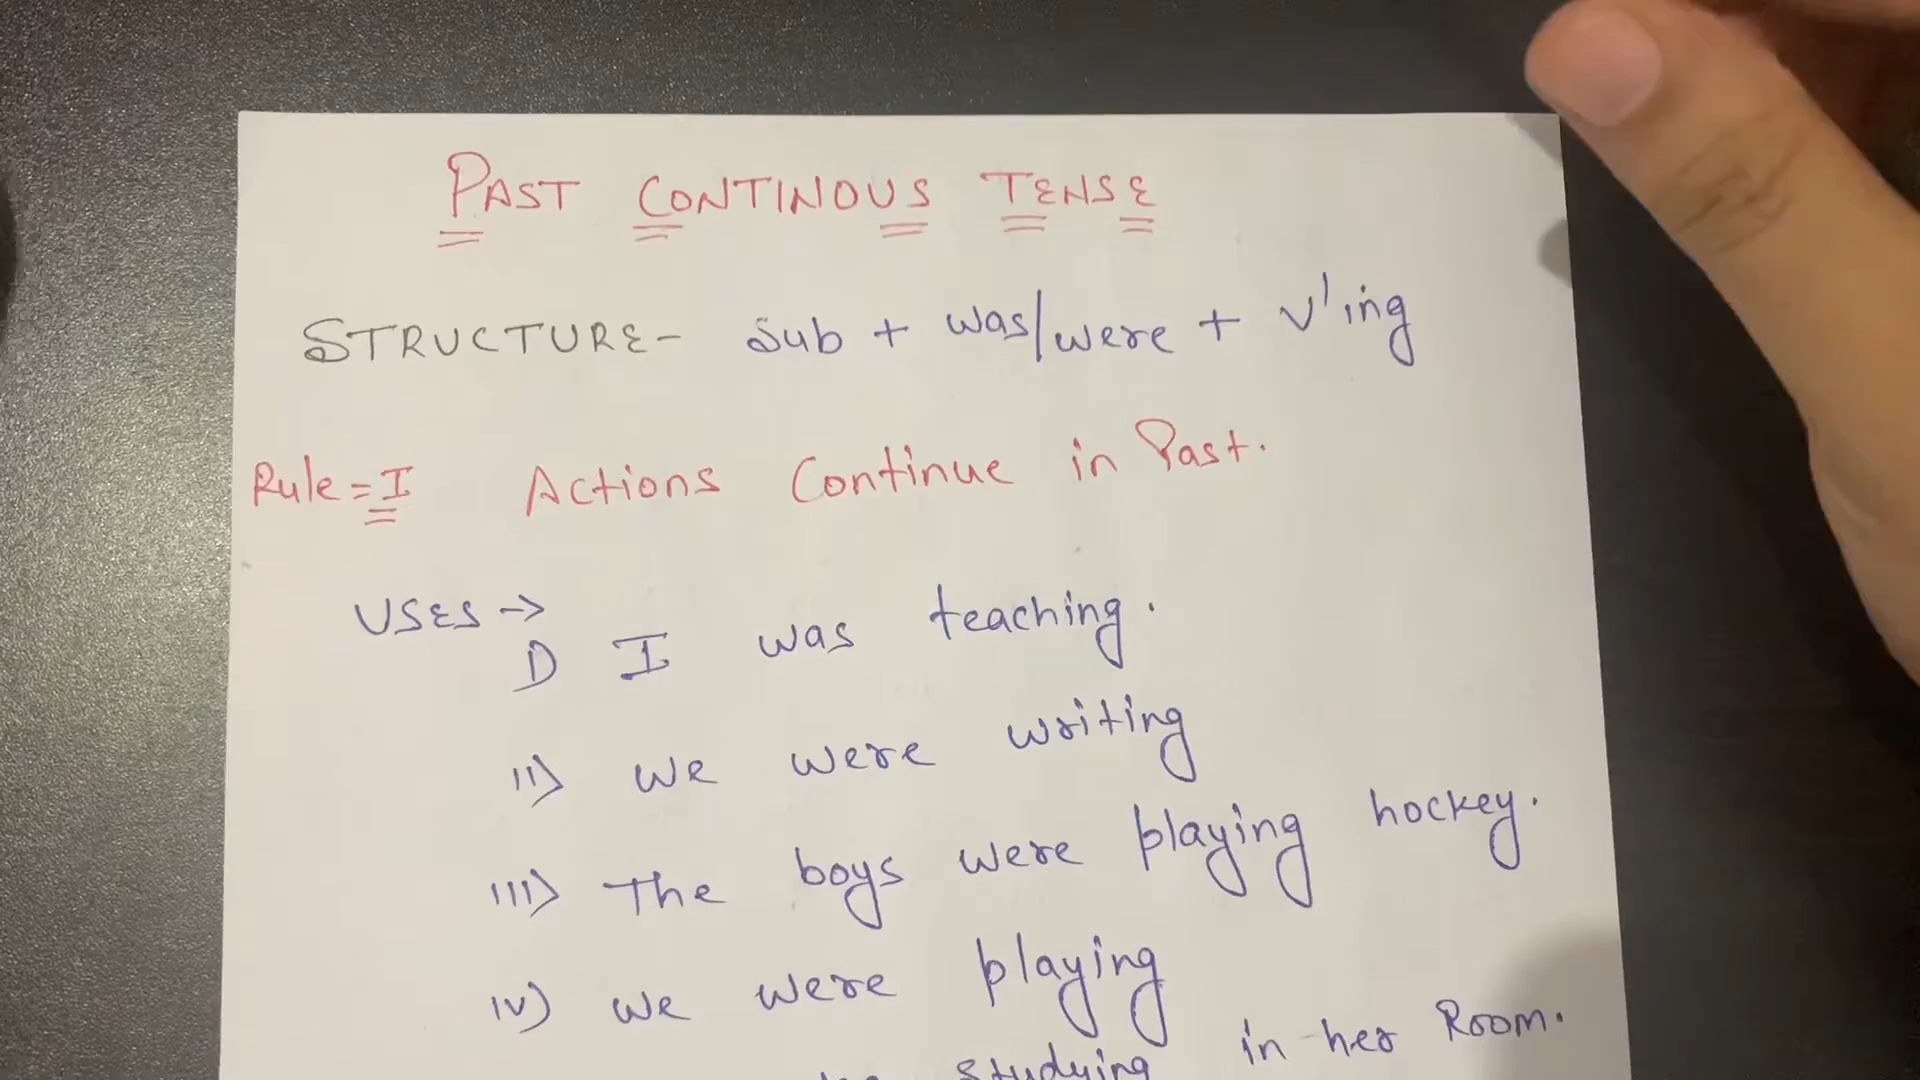 PAST CONTINOUS TENSE
STRUCTURE- Sub + was/were + V'ing
Rule=I Actions Continue in Past.
USES →
I) I was teaching.
II) We were writing
III) The boys were playing hockey.
IV) We were playing
studying in her Room.